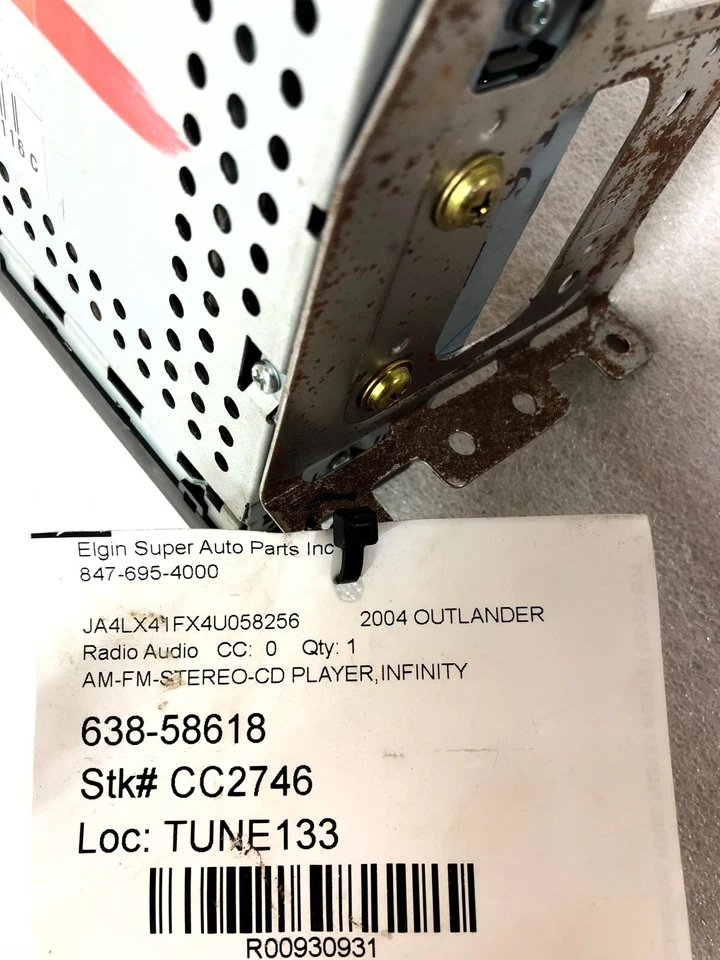 116 C
Elgin Super Auto Parts Inc
847-695-4000
JA4LX41FX4U058256 2004 OUTLANDER
Radio Audio CC: 0 Qty: 1
AM-FM-STEREO-CD PLAYER,INFINITY
638-58618
Stk# CC2746
Loc: TUNE133
R00930931